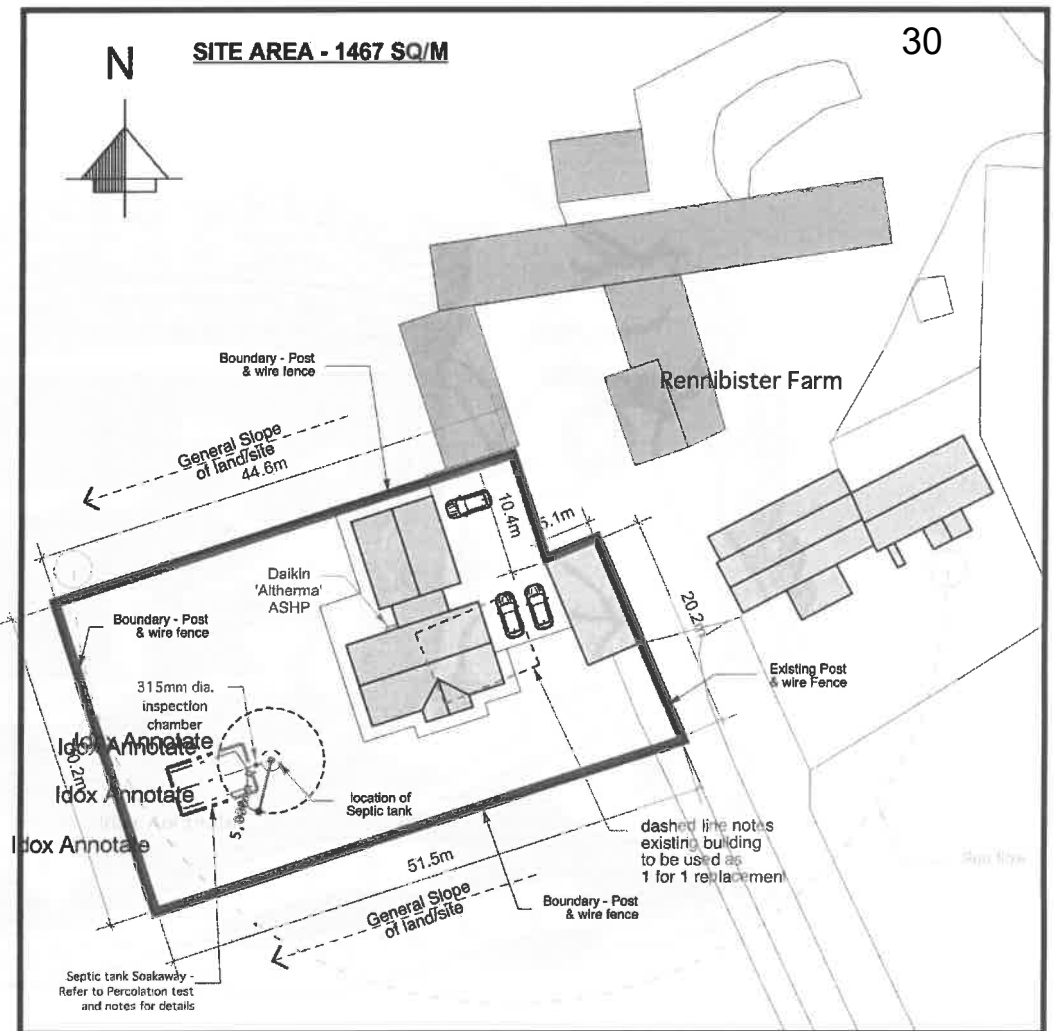 N
SITE AREA - 1467 SQ/M
30
Rennibister Farm
Boundary - Post
& wire fence
General Slope
of land/site
44.6m
10.4m
5.1m
Daikin
'Altherma'
ASHP
20.2m
Boundary - Post
& wire fence
Existing Post
& wire Fence
315mm dia.
inspection
chamber
Idox Annotate
Idox Annotate
Idox Annotate
Idox Annotate
location of
Septic tank
dashed line notes
existing building
to be used as
1 for 1 replacemen
51.5m
General Slope
of land/site
Boundary - Post
& wire fence
Septic tank Soakaway -
Refer to Percolation test
and notes for details